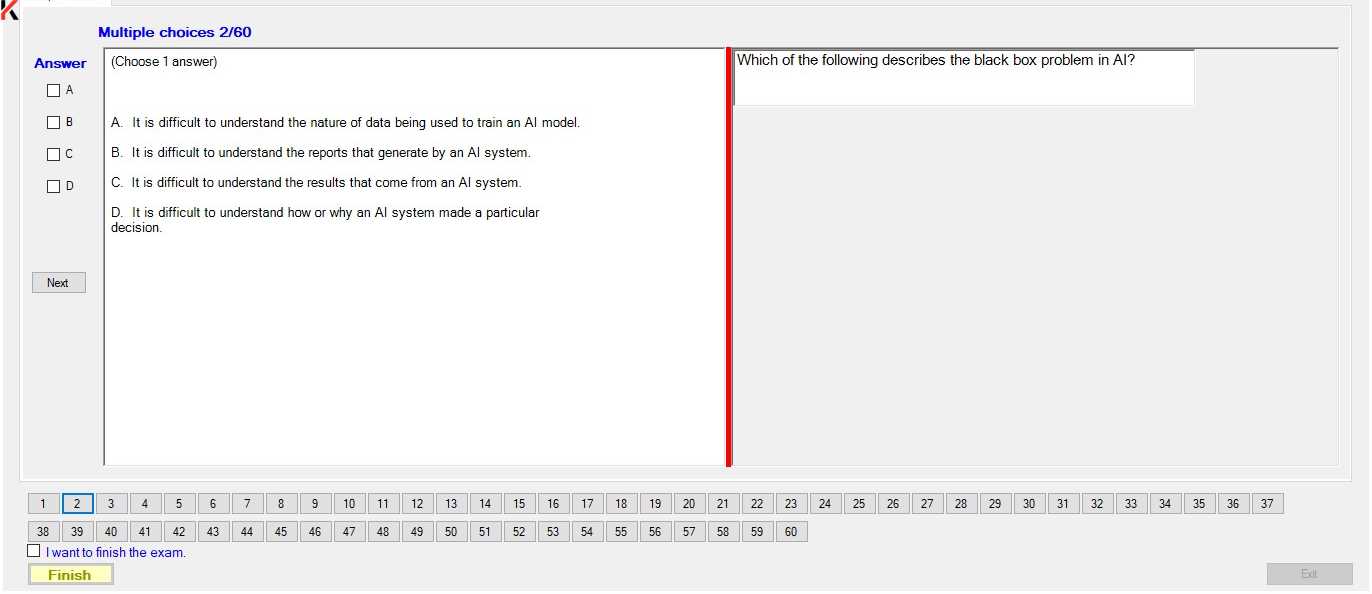 Multiple choices 2/60
Answer
A
B
C
D
Next
(Choose 1 answer)
A. It is difficult to understand the nature of data being used to train an AI model.
B. It is difficult to understand the reports that generate by an AI system.
C. It is difficult to understand the results that come from an AI system.
D. It is difficult to understand how or why an AI system made a particular
decision.
Which of the following describes the black box problem in AI?
1 2 3 4 5 6 7 8 9 10 11 12 13 14 15 16 17 18 19 20 21 22 23 24 25 26 27 28 29 30 31 32 33 34 35 36 37
38 39 40 41 42 43 44 45 46 47 48 49 50 51 52 53 54 55 56 57 58 59 60
I want to finish the exam.
Finish
Exit